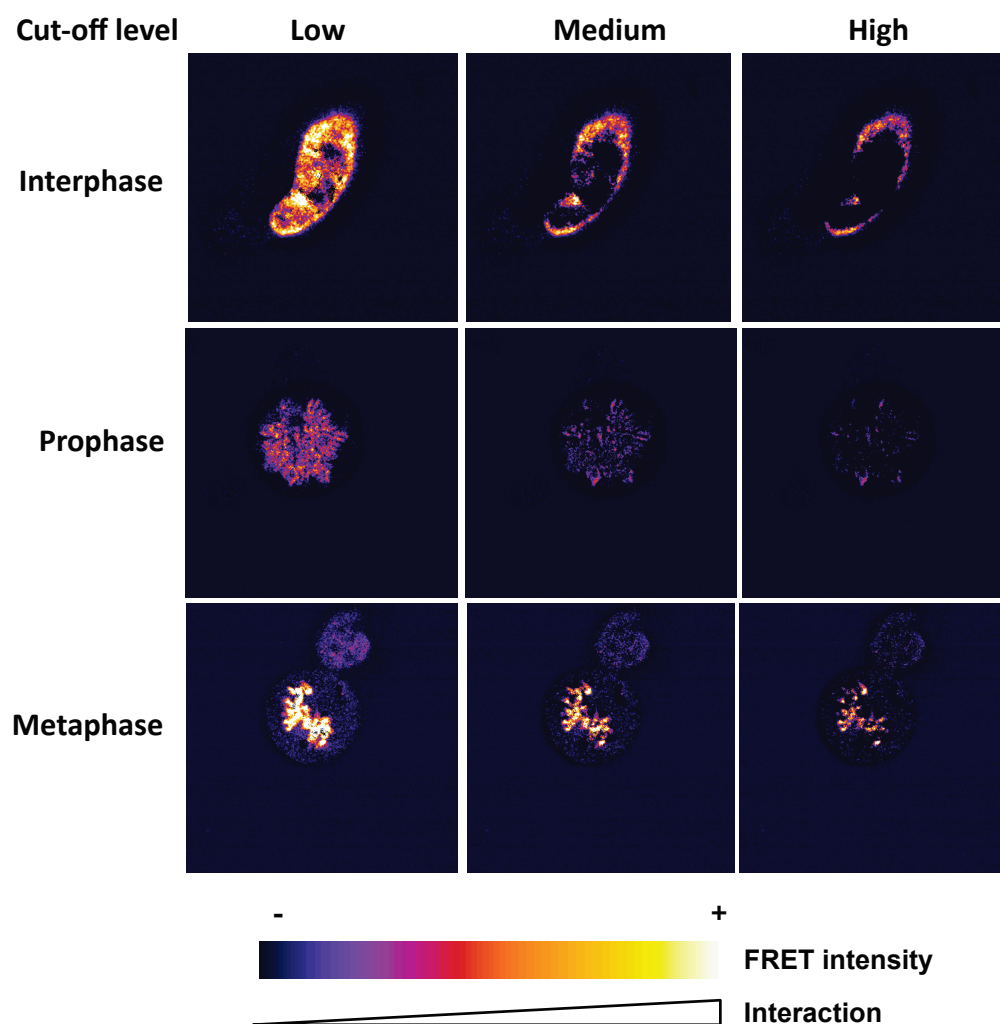 Cut-off level Low Medium High
Interphase
Prophase
Metaphase
- +
FRET intensity
Interaction